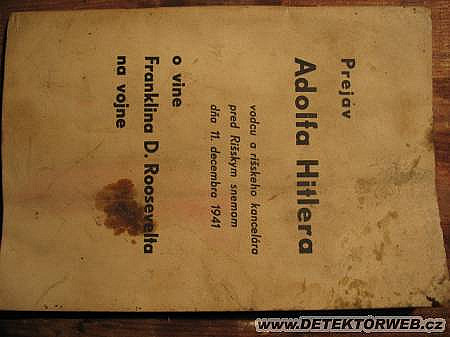 Prejáv
Adolfa Hitlera
vodcu a ríšskeho kancelára
pred Ríšskym snemom
dňa 11. decembra 1941
o vine
Franklina D. Roosevelta
na vojne
WWW.DETEKTORWEB.CZ